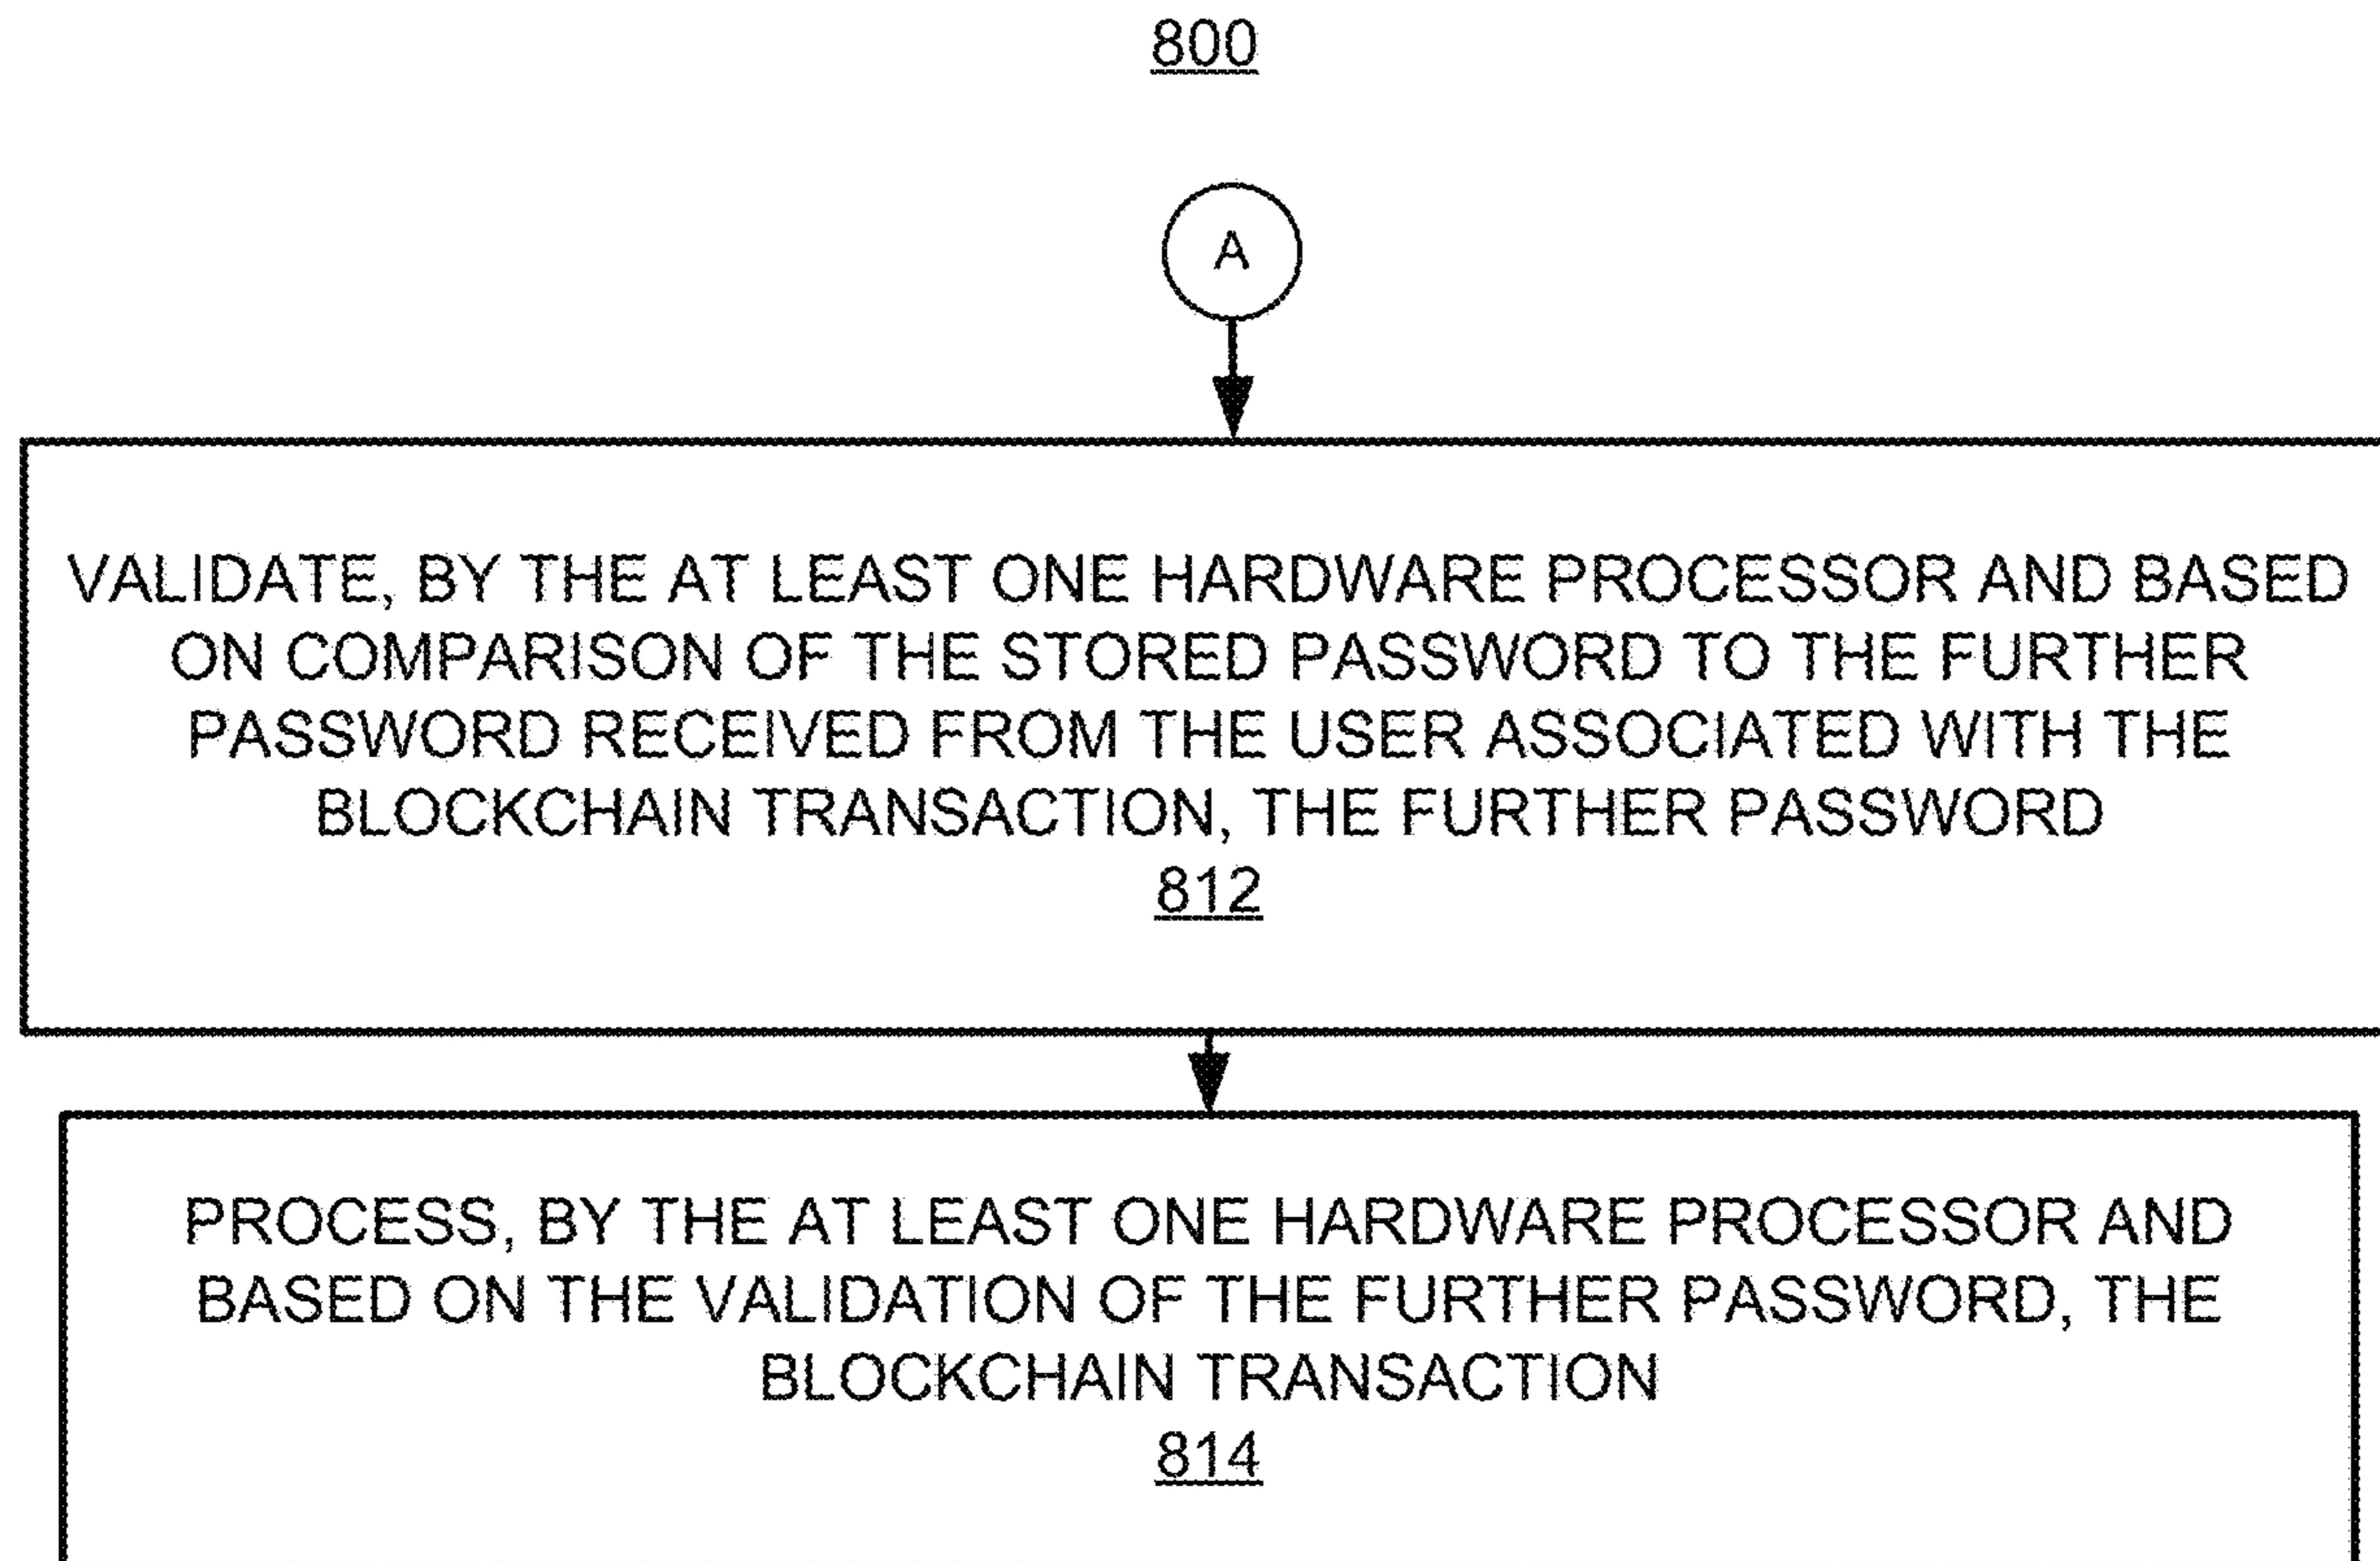 800
A
VALIDATE, BY THE AT LEAST ONE HARDWARE PROCESSOR AND BASED
ON COMPARISON OF THE STORED PASSWORD TO THE FURTHER
PASSWORD RECEIVED FROM THE USER ASSOCIATED WITH THE
BLOCKCHAIN TRANSACTION, THE FURTHER PASSWORD
812
PROCESS, BY THE AT LEAST ONE HARDWARE PROCESSOR AND
BASED ON THE VALIDATION OF THE FURTHER PASSWORD, THE
BLOCKCHAIN TRANSACTION
814